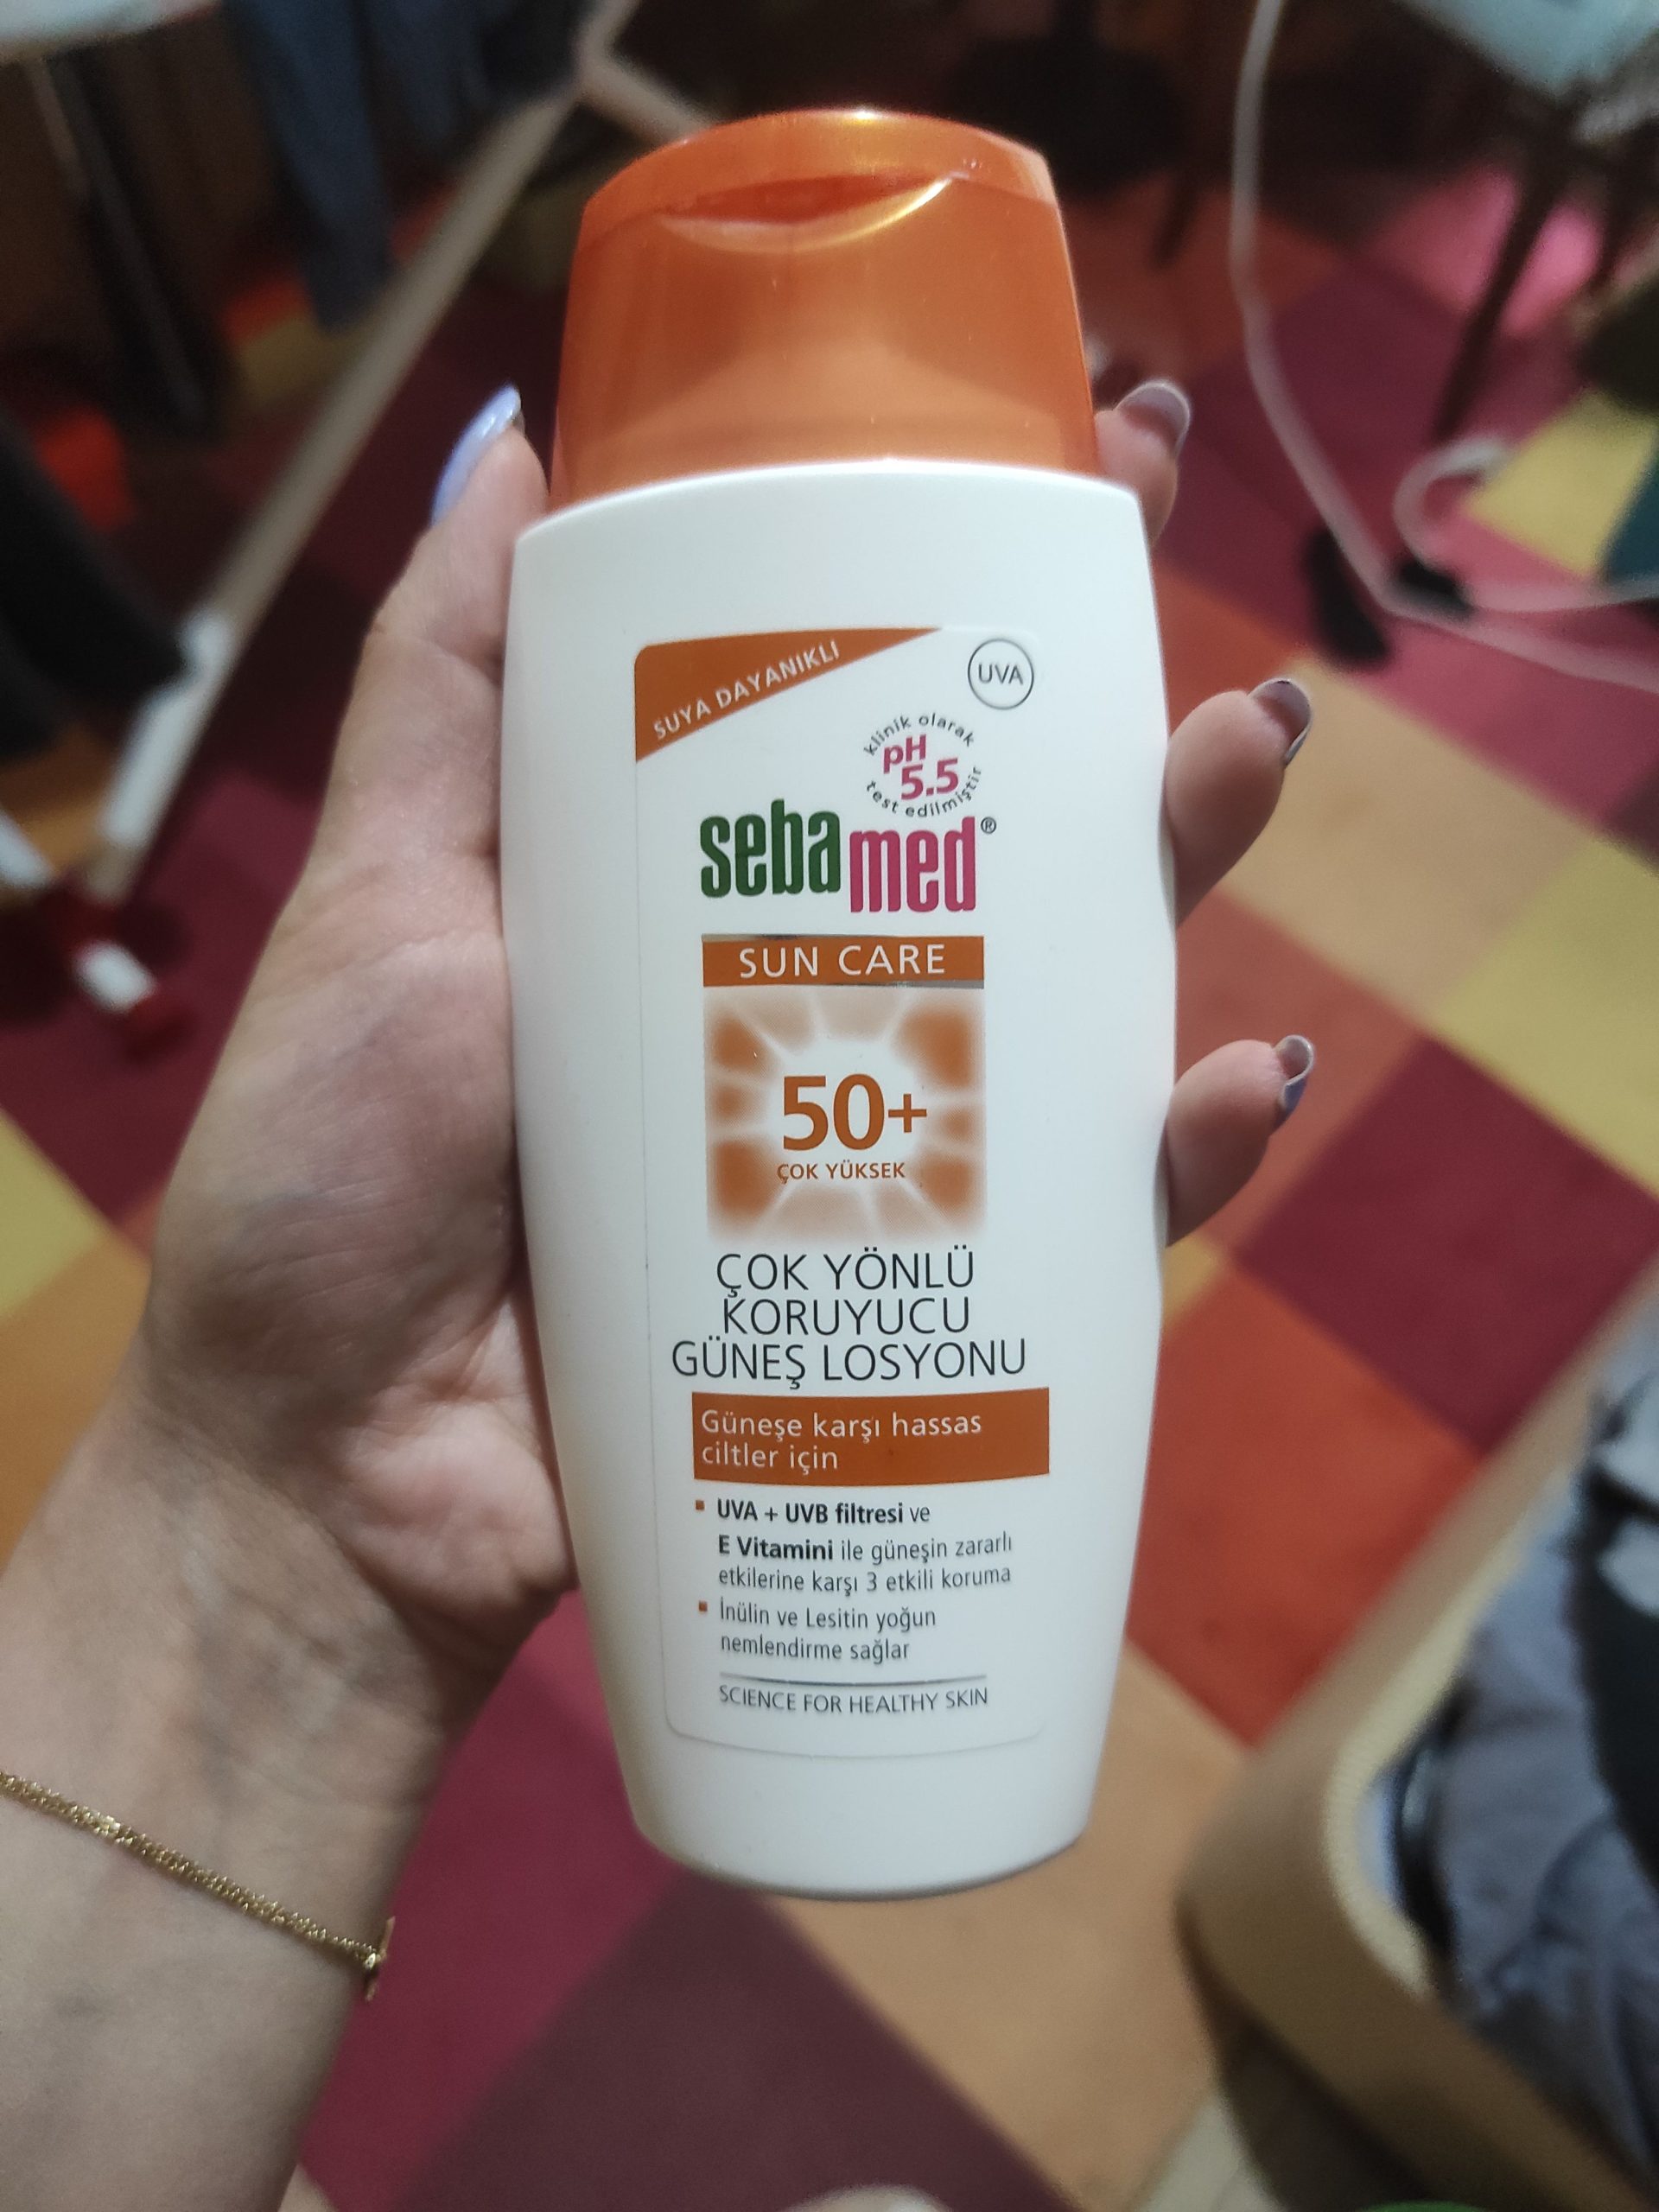 SUYA DAYANIKLI
UVA
klinik olarak
pH
5.5
test edilmiştir
sebamed®
SUN CARE
50+
ÇOK YÜKSEK
ÇOK YÖNLÜ
KORUYUCU
GÜNEŞ LOSYONU
Güneşe karşı hassas
ciltler için
▪ UVA + UVB filtresi ve
E Vitamini ile güneşin zararlı
etkilerine karşı 3 etkili koruma
▪ İnülin ve Lesitin yoğun
nemlendirme sağlar
SCIENCE FOR HEALTHY SKIN